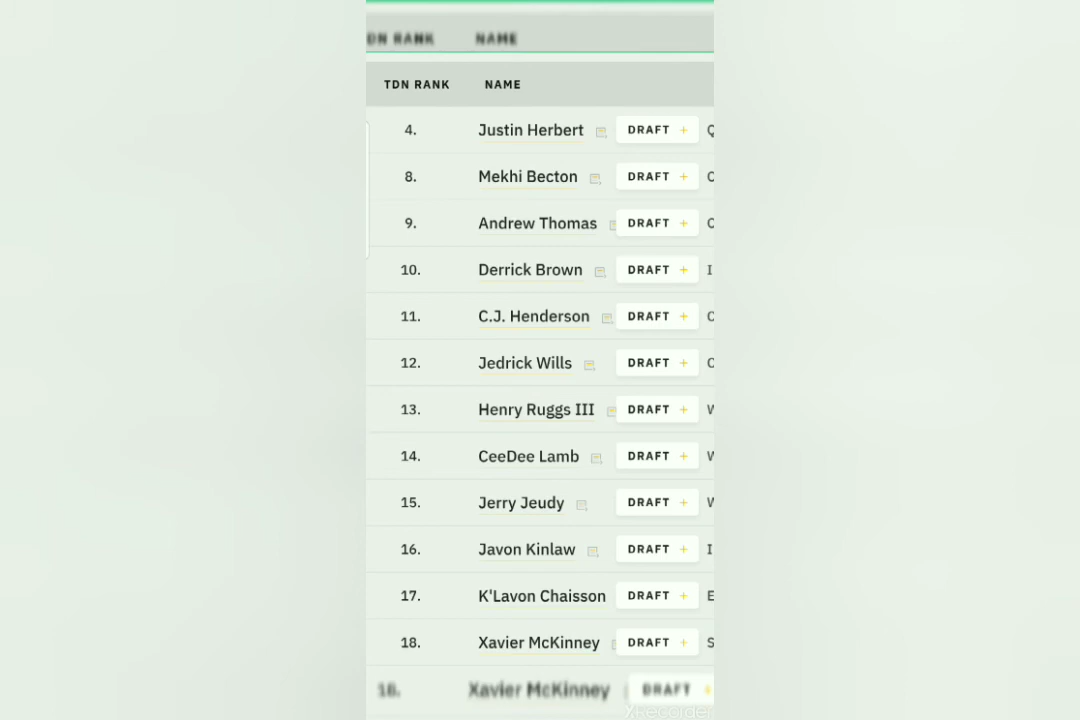 DN RANK NAME
TDN RANK NAME
4. Justin Herbert DRAFT + Q
8. Mekhi Becton DRAFT + O
9. Andrew Thomas DRAFT + O
10. Derrick Brown DRAFT + I
11. C.J. Henderson DRAFT + C
12. Jedrick Wills DRAFT + O
13. Henry Ruggs III DRAFT + W
14. CeeDee Lamb DRAFT + W
15. Jerry Jeudy DRAFT + W
16. Javon Kinlaw DRAFT + I
17. K'Lavon Chaisson DRAFT + E
18. Xavier McKinney DRAFT + S
18. Xavier McKinney DRAFT +
XRecorder